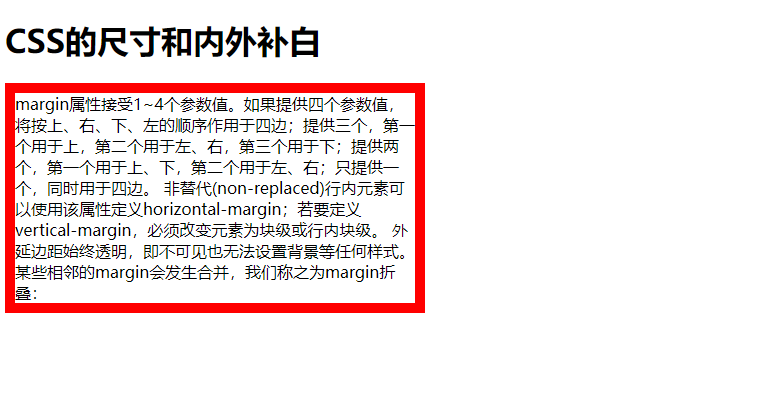 CSS的尺寸和内外补白
margin属性接受1~4个参数值。如果提供四个参数值，
将按上、右、下、左的顺序作用于四边；提供三个，第一
个用于上，第二个用于左、右，第三个用于下；提供两
个，第一个用于上、下，第二个用于左、右；只提供一
个，同时用于四边。 非替代(non-replaced)行内元素可
以使用该属性定义horizontal-margin；若要定义
vertical-margin，必须改变元素为块级或行内块级。 外
延边距始终透明，即不可见也无法设置背景等任何样式。
某些相邻的margin会发生合并，我们称之为margin折
叠：